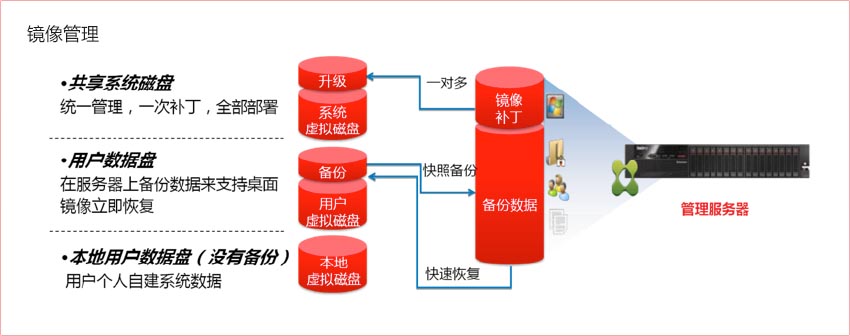 镜像管理
•共享系统磁盘
统一管理，一次补丁，全部部署
•用户数据盘
在服务器上备份数据来支持桌面
镜像立即恢复
•本地用户数据盘（没有备份）
用户个人自建系统数据
升级
系统
虚拟磁盘
备份
用户
虚拟磁盘
本地
虚拟磁盘
一对多
快照备份
快速恢复
镜像
补丁
备份数据
管理服务器